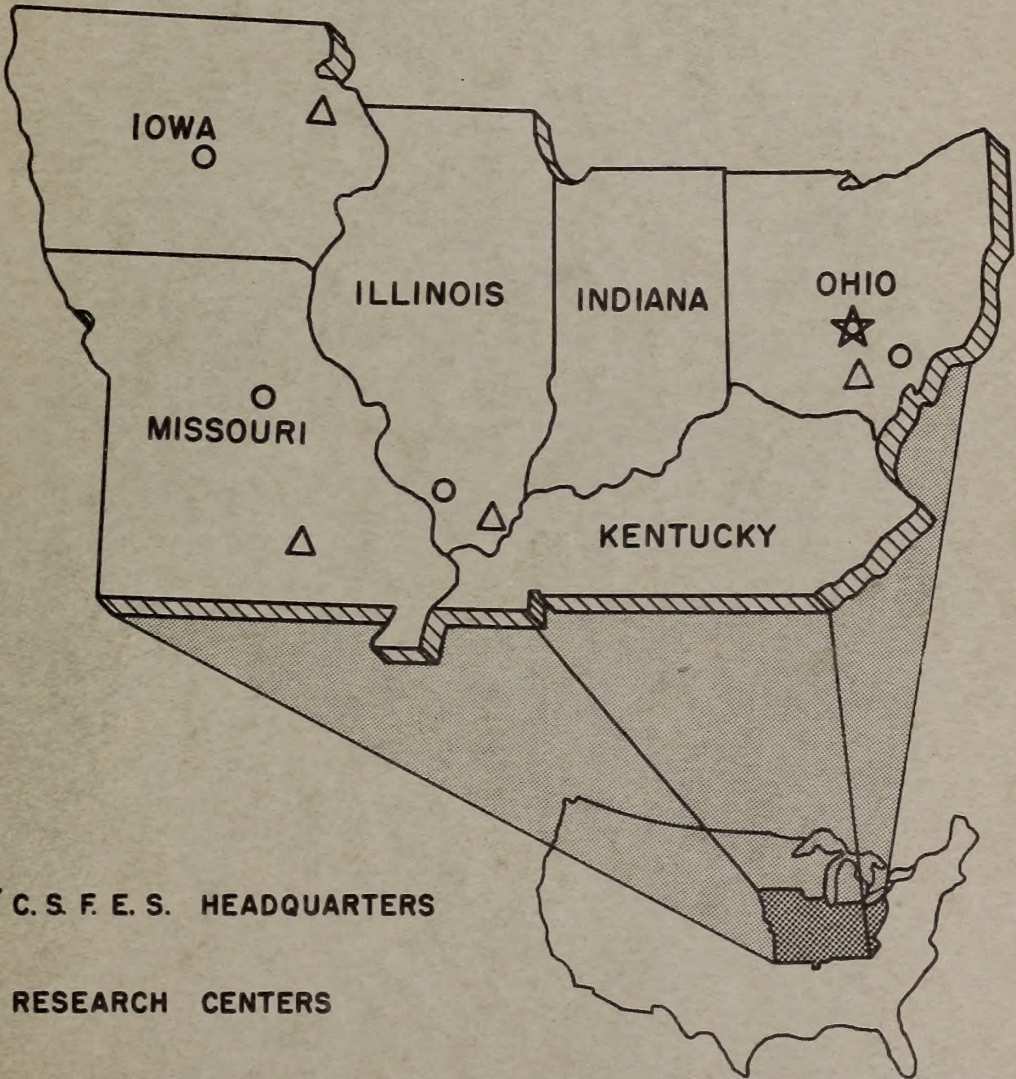 IOWA
ILLINOIS
INDIANA
OHIO
MISSOURI
KENTUCKY
C. S. F. E. S. HEADQUARTERS
RESEARCH CENTERS